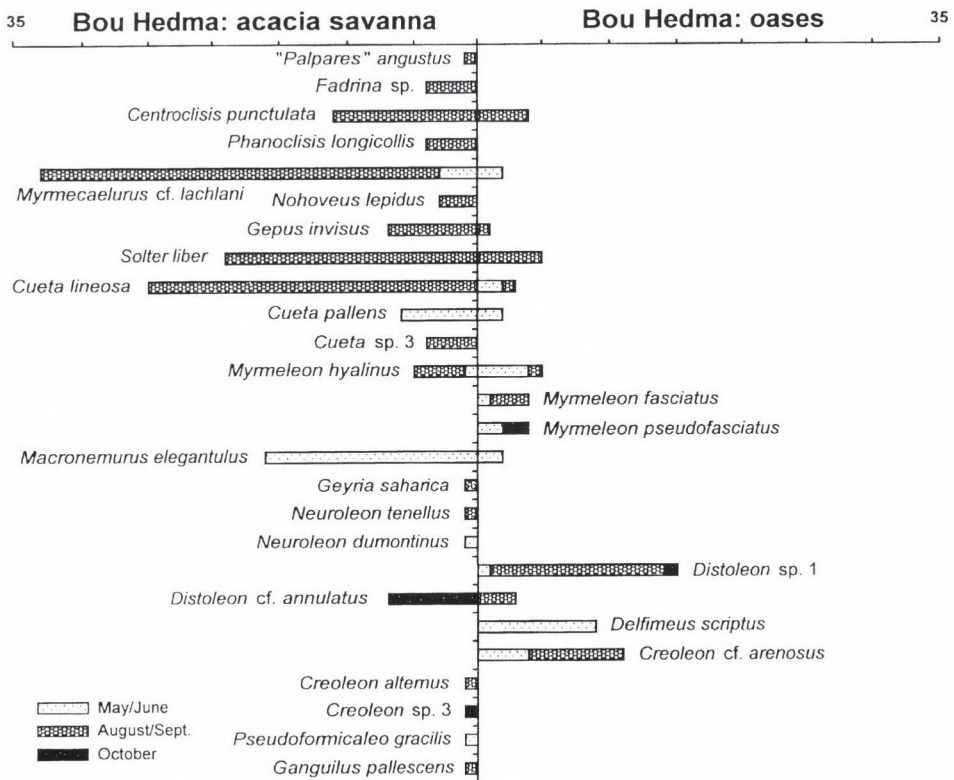 35 Bou Hedma: acacia savanna Bou Hedma: oases 35
"Palpares" angustus
Fadrina sp.
Centroclisis punctulata
Phanoclisis longicollis
Myrmecaelurus cf. lachlani
Nohoveus lepidus
Gepus invisus
Solter liber
Cueta lineosa
Cueta pallens
Cueta sp. 3
Myrmeleon hyalinus
Myrmeleon fasciatus
Myrmeleon pseudofasciatus
Macronemurus elegantulus
Geyria saharica
Neuroleon tenellus
Neuroleon dumontinus
Distoleon sp. 1
Distoleon cf. annulatus
Delfimeus scriptus
Creoleon cf. arenosus
Creoleon alternus
Creoleon sp. 3
Pseudoformicaleo gracilis
Ganguilus pallescens
May/June
August/Sept.
October